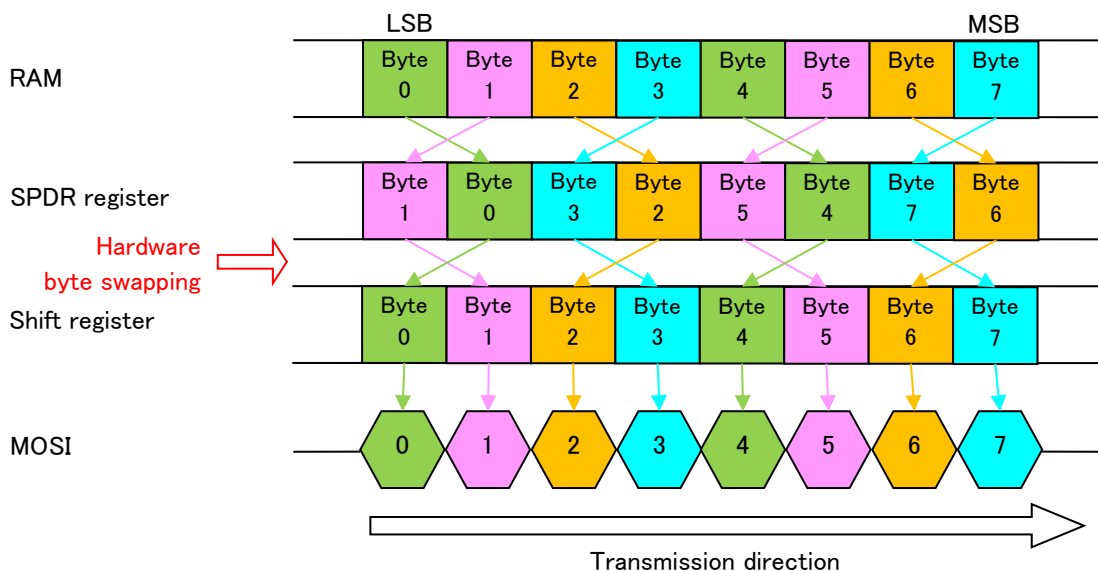 LSB MSB
RAM
Byte Byte Byte Byte Byte Byte Byte Byte
0 1 2 3 4 5 6 7
SPDR register
Byte Byte Byte Byte Byte Byte Byte Byte
1 0 3 2 5 4 7 6
Hardware
byte swapping
Shift register
Byte Byte Byte Byte Byte Byte Byte Byte
0 1 2 3 4 5 6 7
MOSI
0 1 2 3 4 5 6 7
Transmission direction